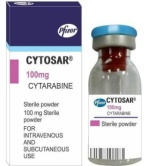 Pfizer
CYTOSAR®
100mg
CYTARABINE
Sterile powder
100 mg Sterile
powder
FOR
INTRAVENOUS
AND
SUBCUTANEOUS
USE
Pfizer
CYTOSAR®
100mg
CYTARABINE
Sterile powder